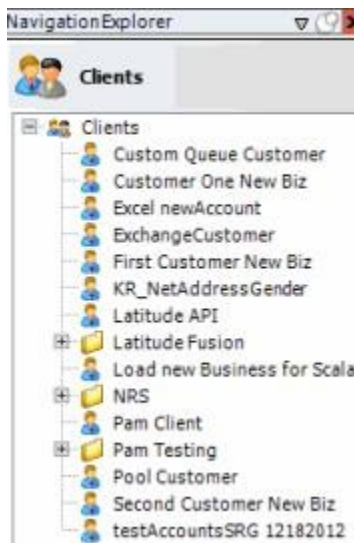 NavigationExplorer
Clients
Clients
Custom Queue Customer
Customer One New Biz
Excel newAccount
ExchangeCustomer
First Customer New Biz
KR_NetAddressGender
Latitude API
Latitude Fusion
Load new Business for Scala
NRS
Pam Client
Pam Testing
Pool Customer
Second Customer New Biz
testAccountsSRG 12182012